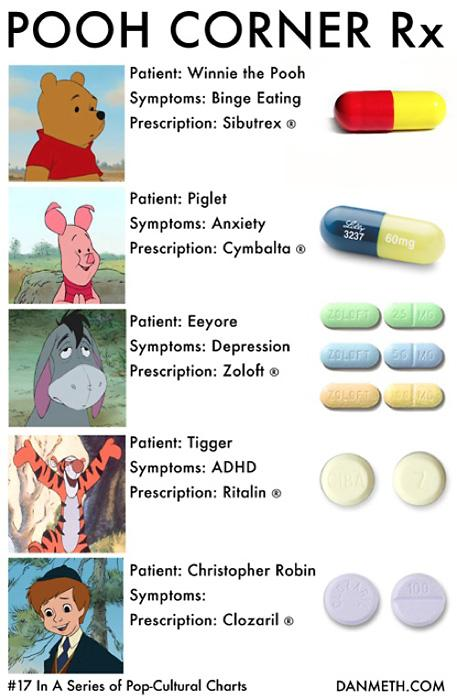 POOH CORNER Rx
Patient: Winnie the Pooh
Symptoms: Binge Eating
Prescription: Sibutrex ®
Patient: Piglet
Symptoms: Anxiety
Prescription: Cymbalta ®
Lilly
3237
60mg
Patient: Eeyore
Symptoms: Depression
Prescription: Zoloft ®
ZOLOFT 25 MG
ZOLOFT 50 MG
ZOLOFT 100 MG
Patient: Tigger
Symptoms: ADHD
Prescription: Ritalin ®
CIBA 7
Patient: Christopher Robin
Symptoms:
Prescription: Clozaril ®
CLOZARIL 100
#17 In A Series of Pop-Cultural Charts
DANMETH.COM